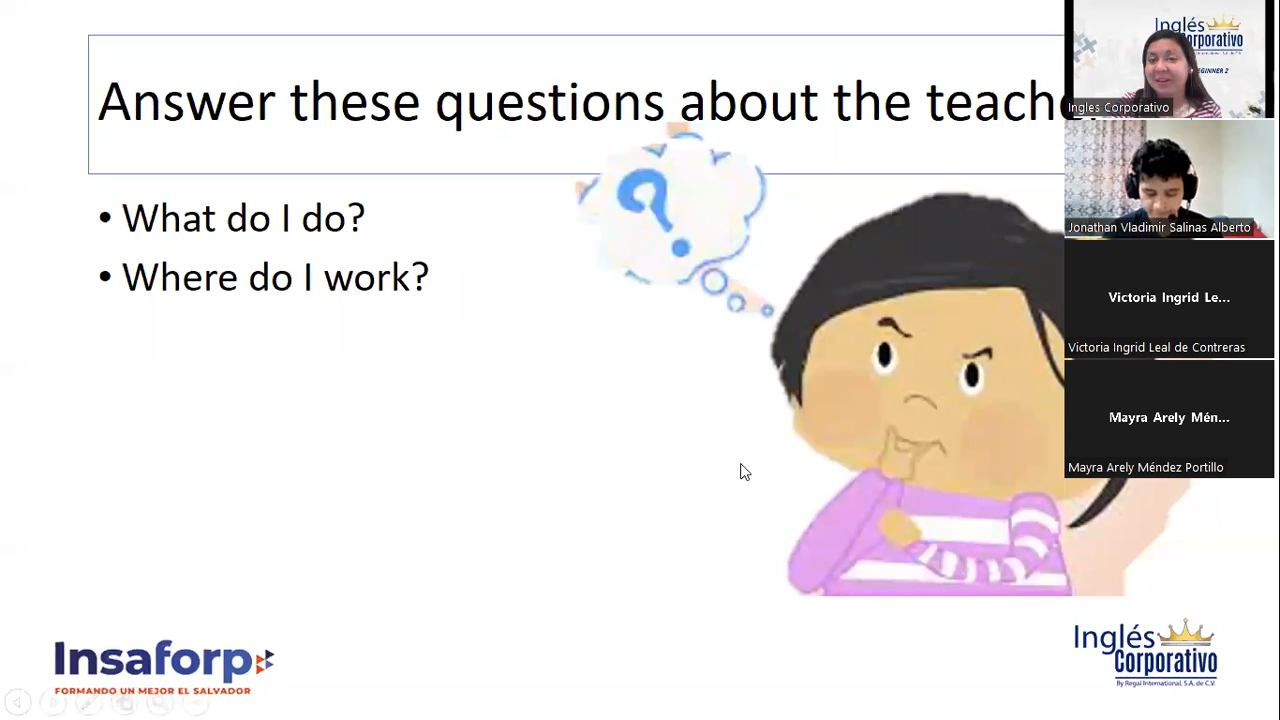 Answer these questions about the
• What do I do?
• Where do I work?
?
Inglés
Corporativo
Ingles Corporativo
Jonathan Vladimir Salinas Alberto
Victoria Ingrid Le...
Victoria Ingrid Leal de Contreras
Mayra Arely Mén...
Mayra Arely Méndez Portillo
Insaforp
FORMANDO UN MEJOR EL SALVADOR
Inglés
Corporativo
By Regal International, S.A. de C.V.